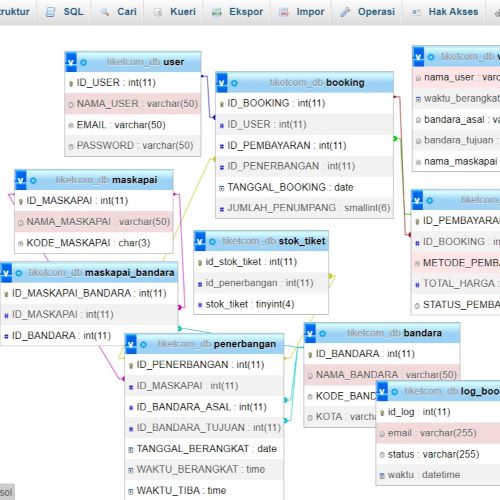 ruktur SQL Cari Kueri Ekspor Impor Operasi Hak Akses
tiketcom_db user
ID_USER : int(11)
NAMA_USER : varchar(50)
EMAIL : varchar(50)
PASSWORD : varchar(50)
tiketcom_db booking
ID_BOOKING : int(11)
ID_USER : int(11)
ID_PEMBAYARAN : int(11)
ID_PENERBANGAN : int(11)
TANGGAL_BOOKING : date
JUMLAH_PENUMPANG : smallint(6)
tiketcom_db v
nama_user : v
waktu_berangkat
bandara_asal : va
bandara_tujuan :
nama_maskapai
tiketcom_db maskapai
ID_MASKAPAI : int(11)
NAMA_MASKAPAI : varchar(50)
KODE_MASKAPAI : char(3)
tiketcom_db
ID_PEMBAYARAN
ID_BOOKING : in
METODE_PEMBA
TOTAL_HARGA :
STATUS_PEMBA
tiketcom_db stok_tiket
id_stok_tiket : int(11)
id_penerbangan : int(11)
stok_tiket : tinyint(4)
tiketcom_db maskapai_bandara
ID_MASKAPAI_BANDARA : int(11)
ID_MASKAPAI : int(11)
ID_BANDARA : int(11)
tiketcom_db penerbangan
ID_PENERBANGAN : int(11)
ID_MASKAPAI : int(11)
ID_BANDARA_ASAL : int(11)
ID_BANDARA_TUJUAN : int(11)
TANGGAL_BERANGKAT : date
WAKTU_BERANGKAT : time
WAKTU_TIBA : time
tiketcom_db bandara
ID_BANDARA : int(11)
NAMA_BANDARA : varchar(50)
KODE_BAND
KOTA : varch
tiketcom_db log_boo
id_log : int(11)
email : varchar(255)
status : varchar(255)
waktu : datetime
sol